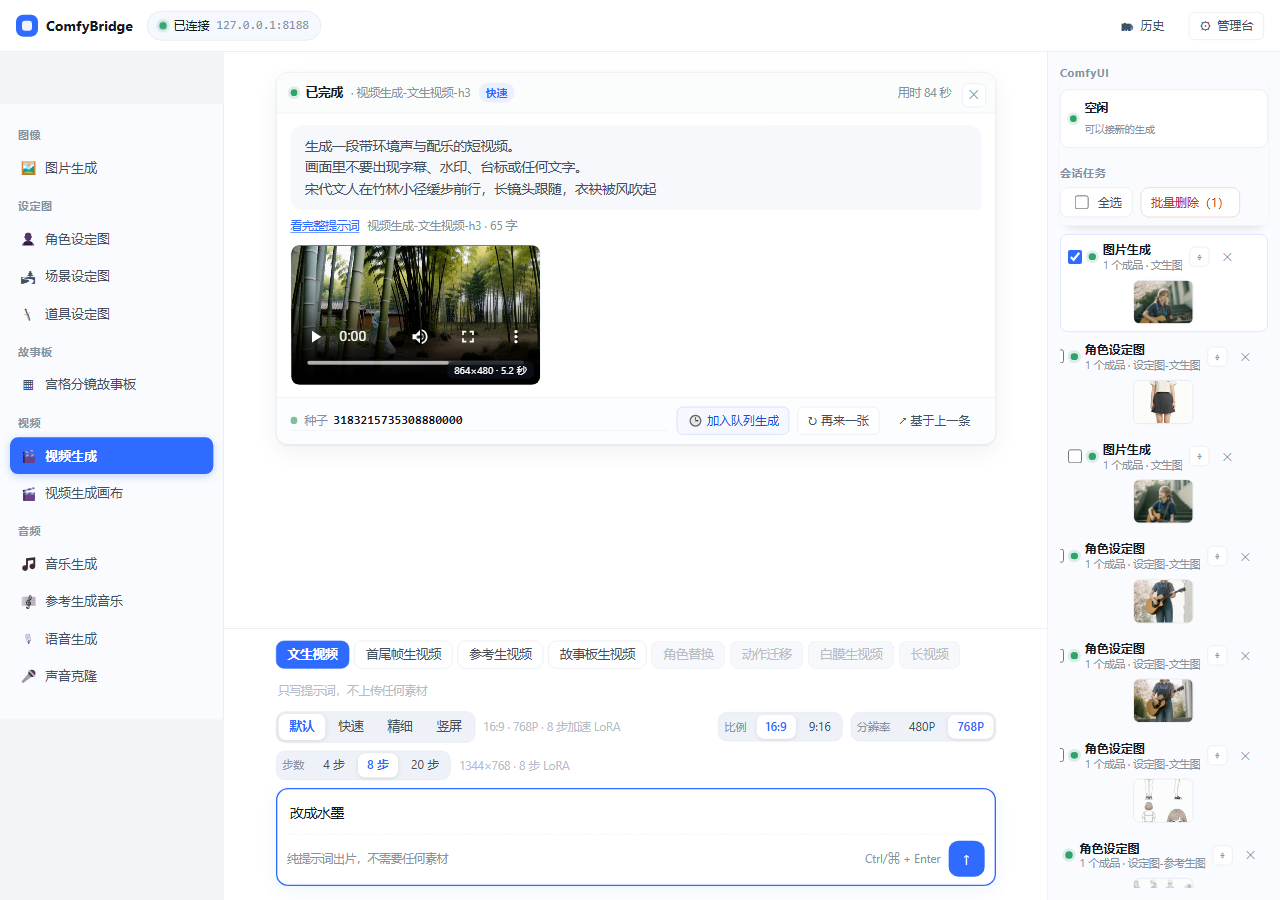 ComfyBridge
已连接 127.0.0.1:8188
历史
管理台
图像
图片生成
设定图
角色设定图
场景设定图
道具设定图
故事板
宫格分镜故事板
视频
视频生成
视频生成画布
音频
音乐生成
参考生成音乐
语音生成
声音克隆
已完成 · 视频生成-文生视频-h3 快速
用时 84 秒
生成一段带环境声与配乐的短视频。
画面里不要出现字幕、水印、台标或任何文字。
宋代文人在竹林小径缓步前行，长镜头跟随，衣袂被风吹起
看完整提示词 视频生成-文生视频-h3 · 65 字
0:00
864×480 · 5.2 秒
种子 3183215735308880000
加入队列生成
↻ 再来一张
↗ 基于上一条
文生视频 首尾帧生视频 参考生视频 故事板生视频 角色替换 动作迁移 白膜生视频 长视频
只写提示词，不上传任何素材
默认 快速 精细 竖屏 16:9 · 768P · 8 步加速 LoRA
比例 16:9 9:16
分辨率 480P 768P
步数 4 步 8 步 20 步 1344×768 · 8 步 LoRA
改成水墨
纯提示词出片，不需要任何素材
Ctrl/⌘ + Enter
↑
ComfyUI
空闲
可以接新的生成
会话任务
全选
批量删除（1）
图片生成
1 个成品 · 文生图
角色设定图
1 个成品 · 设定图-文生图
图片生成
1 个成品 · 文生图
角色设定图
1 个成品 · 设定图-文生图
角色设定图
1 个成品 · 设定图-文生图
角色设定图
1 个成品 · 设定图-文生图
角色设定图
1 个成品 · 设定图-参考生图